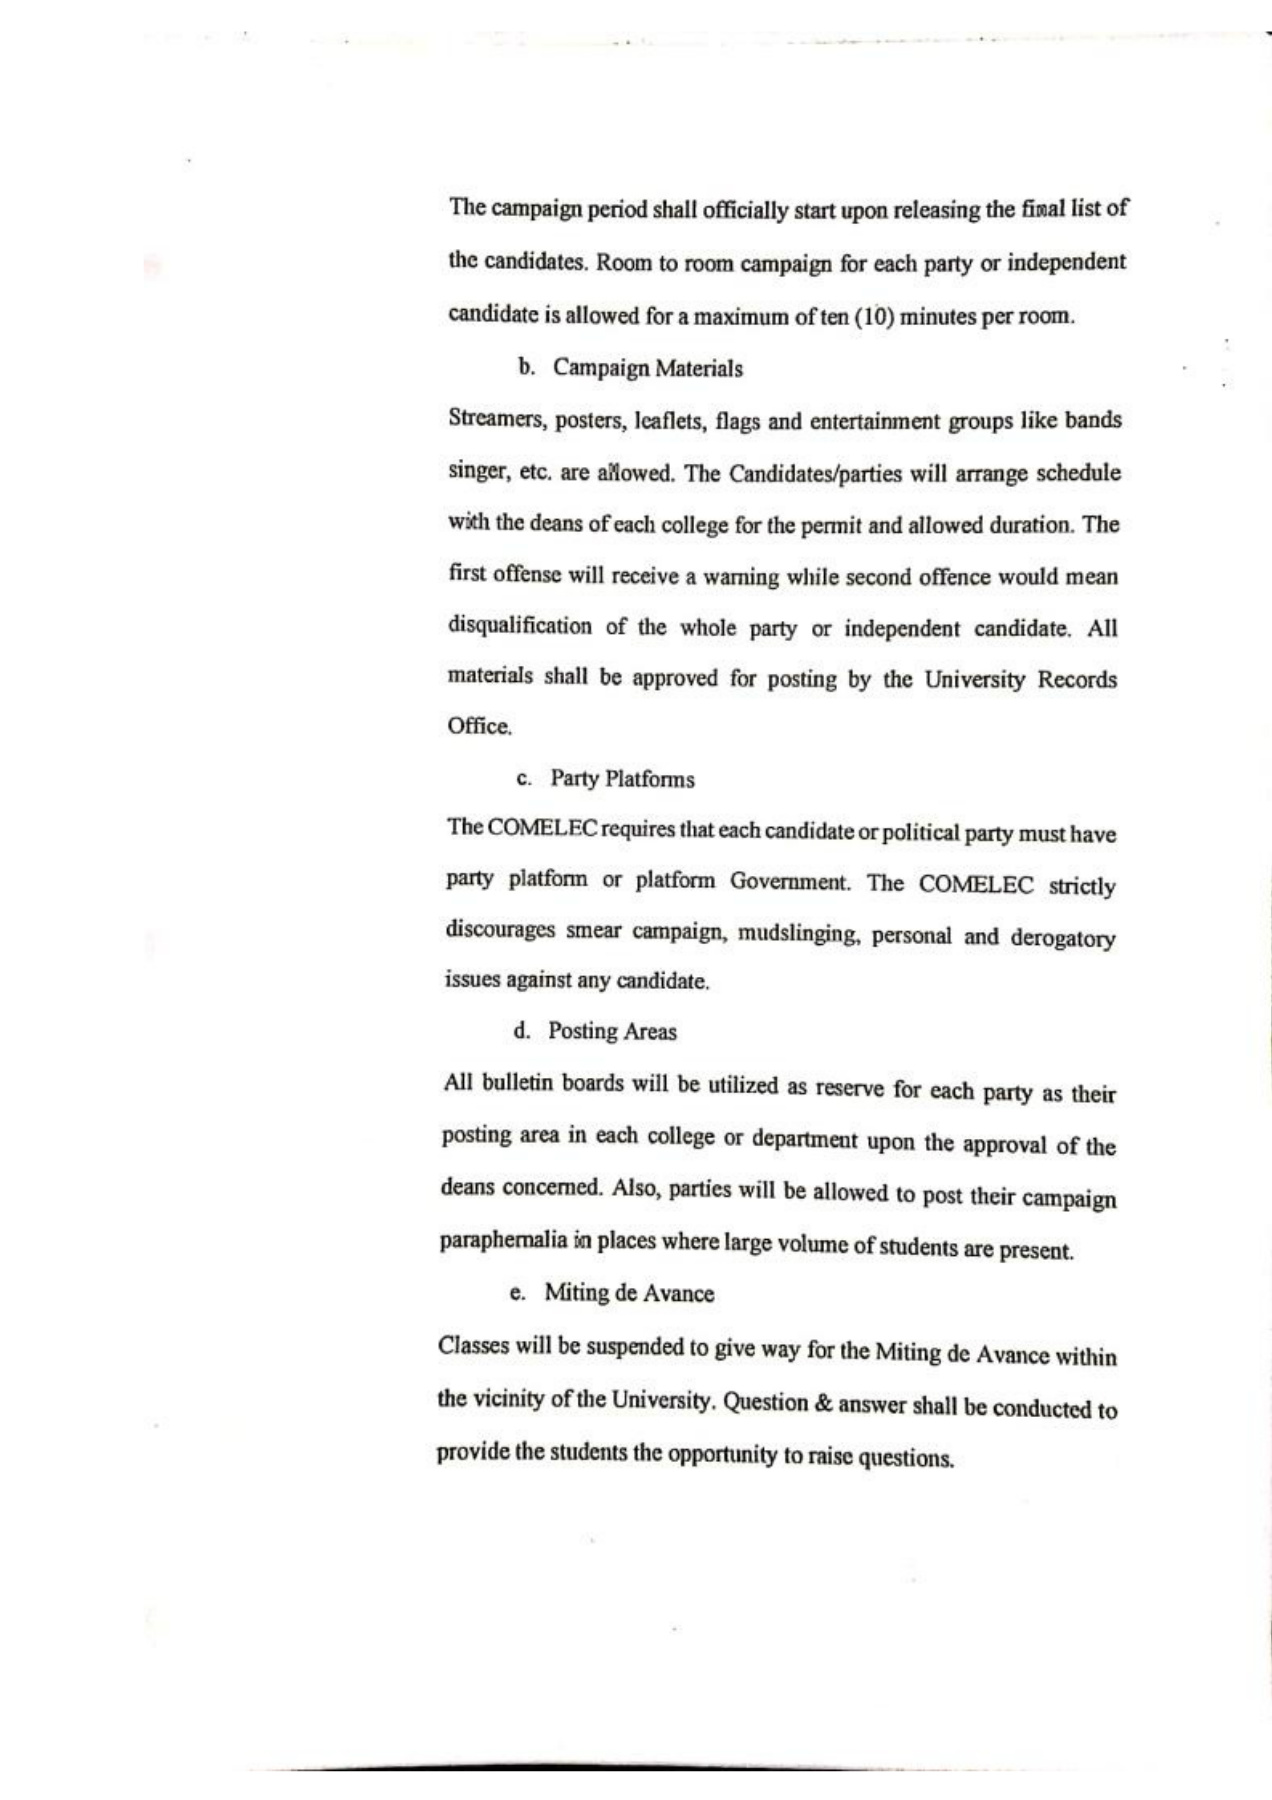 The campaign period shall officially start upon releasing the final list of
the candidates. Room to room campaign for each party or independent
candidate is allowed for a maximum of ten (10) minutes per room.
b. Campaign Materials
Streamers, posters, leaflets, flags and entertainment groups like bands
singer, etc. are allowed. The Candidates/parties will arrange schedule
with the deans of each college for the permit and allowed duration. The
first offense will receive a warning while second offence would mean
disqualification of the whole party or independent candidate. All
materials shall be approved for posting by the University Records
Office.
c. Party Platforms
The COMELEC requires that each candidate or political party must have
party platform or platform Government. The COMELEC strictly
discourages smear campaign, mudslinging, personal and derogatory
issues against any candidate.
d. Posting Areas
All bulletin boards will be utilized as reserve for each party as their
posting area in each college or department upon the approval of the
deans concerned. Also, parties will be allowed to post their campaign
paraphernalia in places where large volume of students are present.
e. Miting de Avance
Classes will be suspended to give way for the Miting de Avance within
the vicinity of the University. Question & answer shall be conducted to
provide the students the opportunity to raise questions.